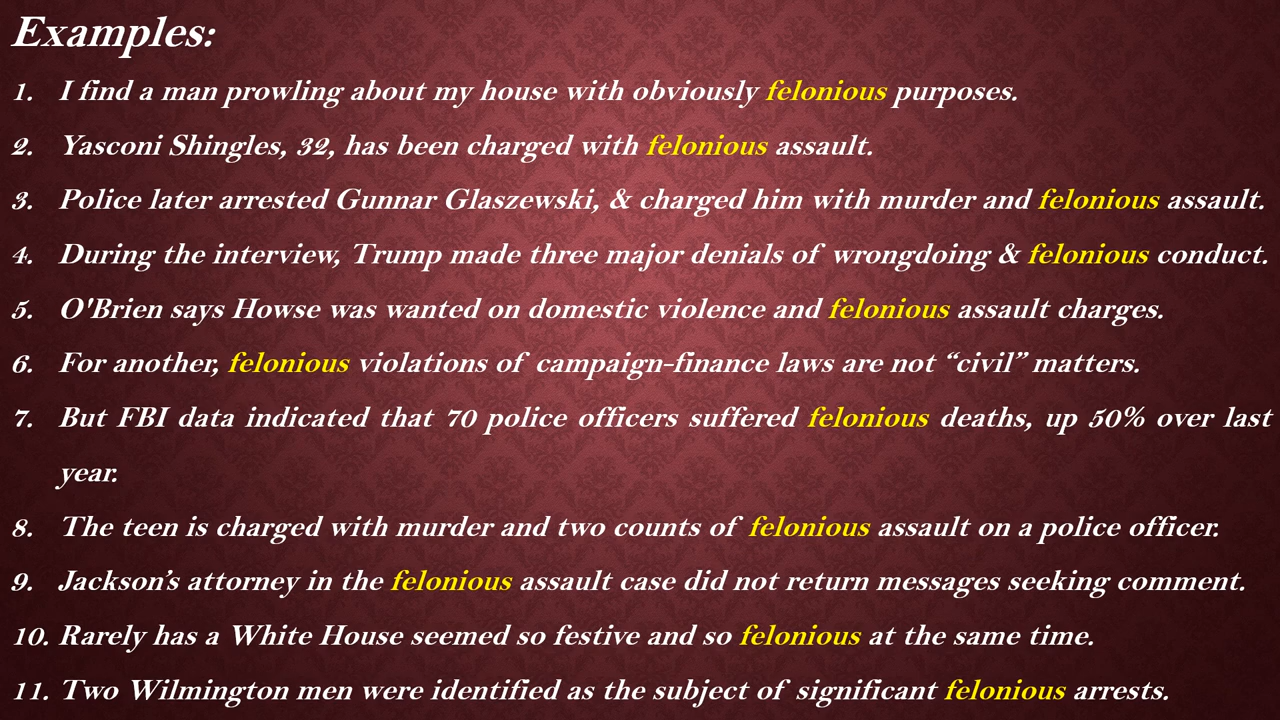 Examples:
1. I find a man prowling about my house with obviously felonious purposes.
2. Yasconi Shingles, 32, has been charged with felonious assault.
3. Police later arrested Gunnar Glaszewski, & charged him with murder and felonious assault.
4. During the interview, Trump made three major denials of wrongdoing & felonious conduct.
5. O'Brien says Howse was wanted on domestic violence and felonious assault charges.
6. For another, felonious violations of campaign-finance laws are not “civil” matters.
7. But FBI data indicated that 70 police officers suffered felonious deaths, up 50% over last
year.
8. The teen is charged with murder and two counts of felonious assault on a police officer.
9. Jackson’s attorney in the felonious assault case did not return messages seeking comment.
10. Rarely has a White House seemed so festive and so felonious at the same time.
11. Two Wilmington men were identified as the subject of significant felonious arrests.